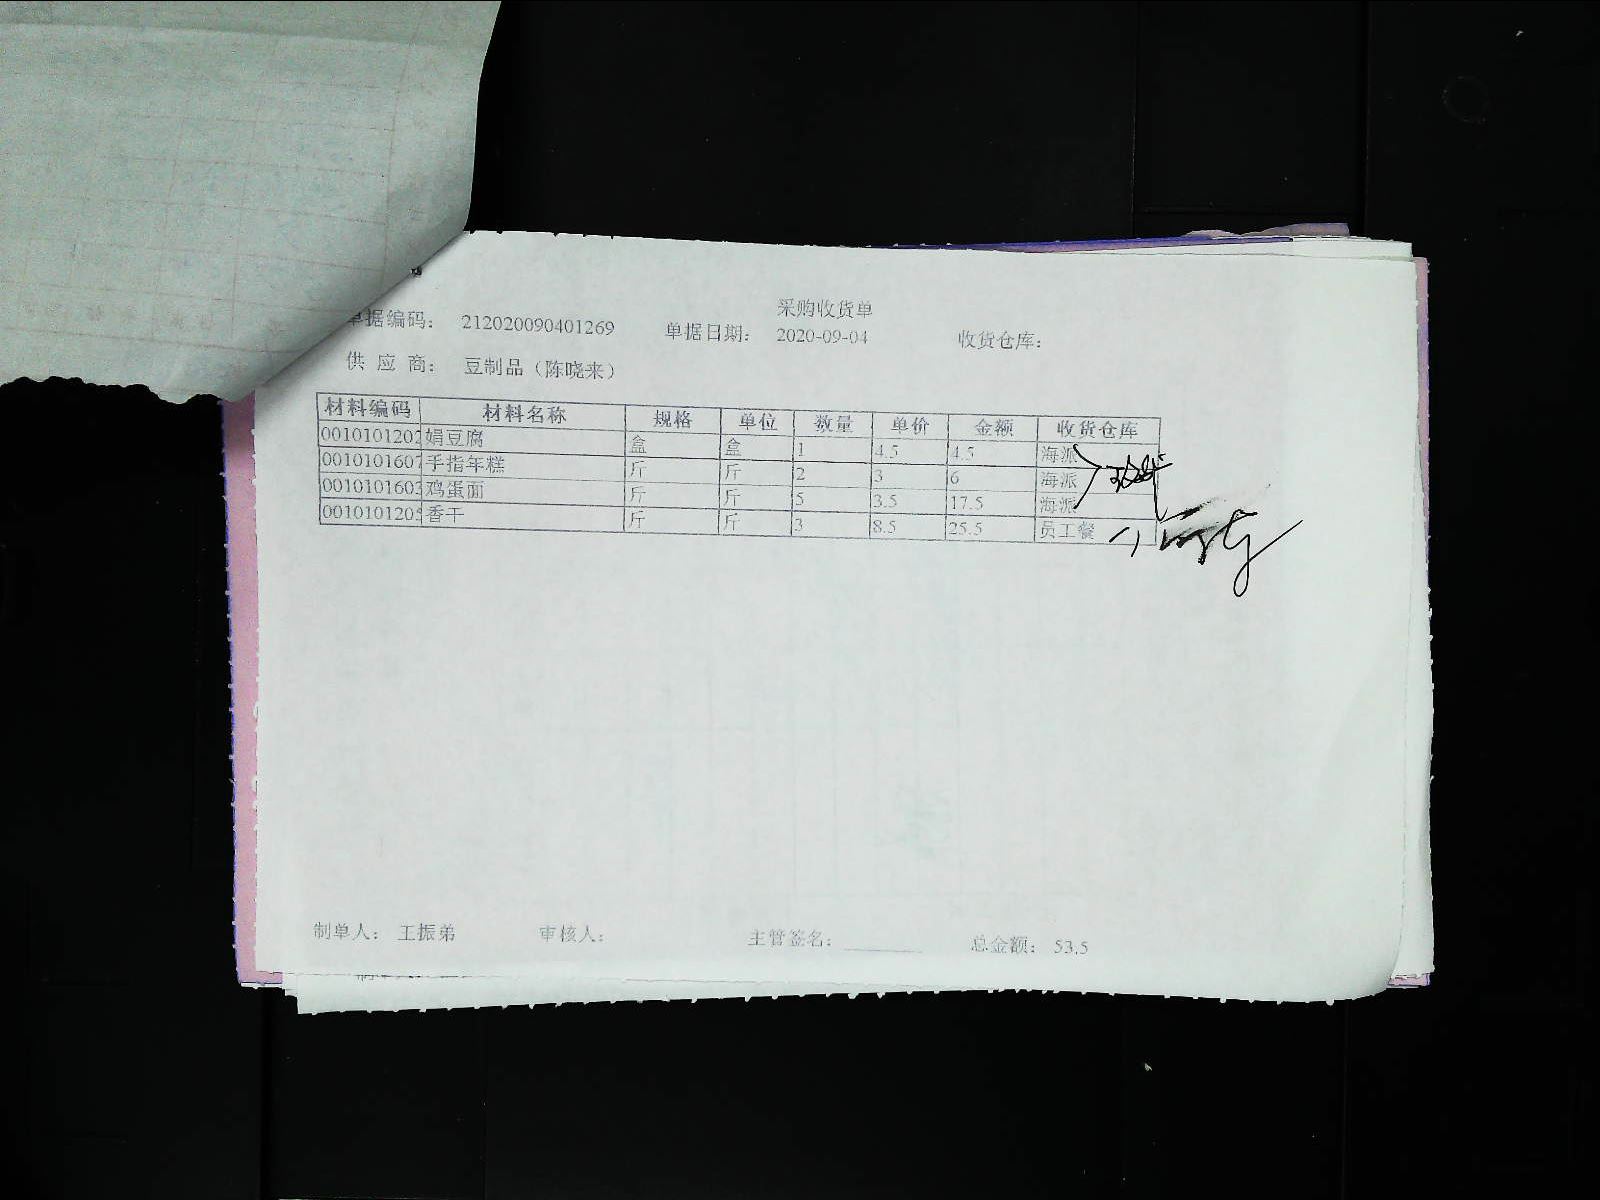 采购收货单
单据编码： 212020090401269 单据日期： 2020-09-04 收货仓库：
供 应 商： 豆制品（陈晓来）
材料编码 材料名称 规格 单位 数量 单价 金额 收货仓库
0010101202 娟豆腐 盒 盒 1 4.5 4.5 海派
0010101607 手指年糕 斤 斤 2 3 6 海派
0010101603 鸡蛋面 斤 斤 5 3.5 17.5 海派
0010101205 香干 斤 斤 3 8.5 25.5 员工餐
制单人： 王振弟 审核人： 主管签名： 总金额： 53.5